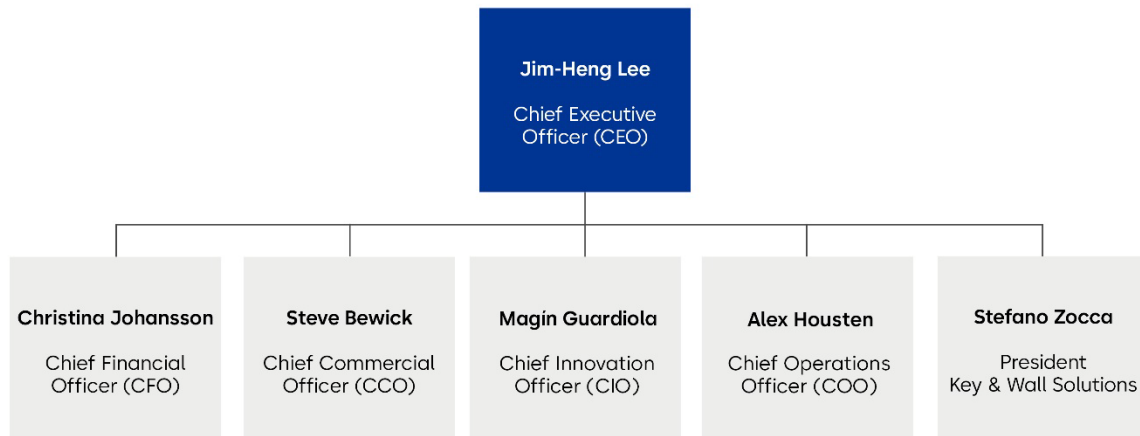 Jim-Heng Lee
Chief Executive
Officer (CEO)
Christina Johansson
Chief Financial
Officer (CFO)
Steve Bewick
Chief Commercial
Officer (CCO)
Magín Guardiola
Chief Innovation
Officer (CIO)
Alex Housten
Chief Operations
Officer (COO)
Stefano Zocca
President
Key & Wall Solutions